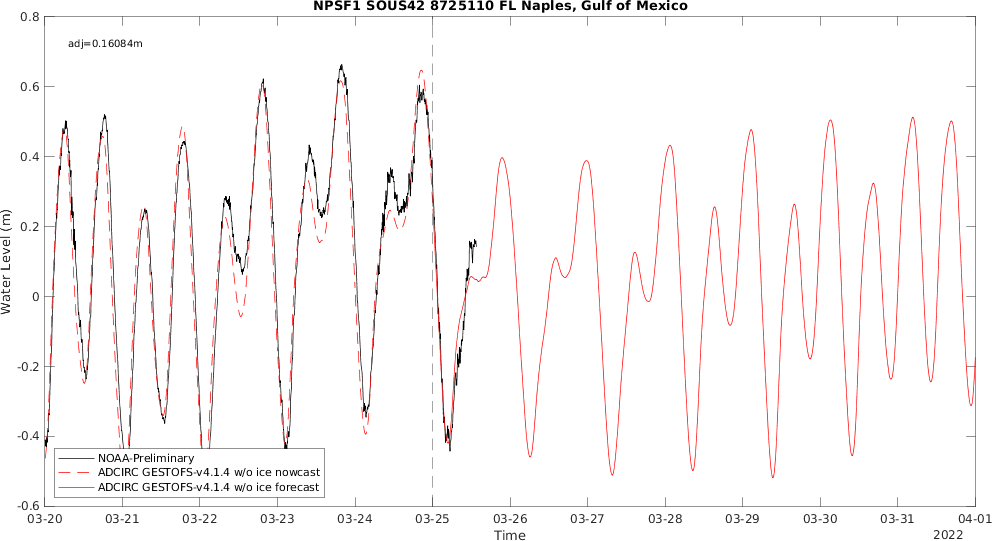 NPSF1 SOUS42 8725110 FL Naples, Gulf of Mexico
adj=0.16084m
0.8
0.6
0.4
0.2
0
-0.2
-0.4
-0.6
Water Level (m)
NOAA-Preliminary
ADCIRC GESTOFS-v4.1.4 w/o ice nowcast
ADCIRC GESTOFS-v4.1.4 w/o ice forecast
03-20 03-21 03-22 03-23 03-24 03-25 03-26 03-27 03-28 03-29 03-30 03-31 04-01
Time
2022